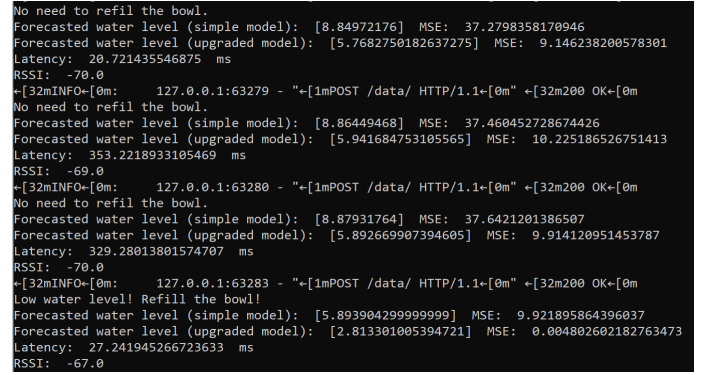 No need to refil the bowl.
Forecasted water level (simple model):  [8.84972176]  MSE:  37.2798358170946
Forecasted water level (upgraded model):  [5.7682750182637275]  MSE:  9.146238200578301
Latency:  20.721435546875  ms
RSSI:  -70.0
←[32mINFO←[0m:     127.0.0.1:63279 - "←[1mPOST /data/ HTTP/1.1←[0m" ←[32m200 OK←[0m
No need to refil the bowl.
Forecasted water level (simple model):  [8.86449468]  MSE:  37.460452728674426
Forecasted water level (upgraded model):  [5.941684753105565]  MSE:  10.225186526751413
Latency:  353.2218933105469  ms
RSSI:  -69.0
←[32mINFO←[0m:     127.0.0.1:63280 - "←[1mPOST /data/ HTTP/1.1←[0m" ←[32m200 OK←[0m
No need to refil the bowl.
Forecasted water level (simple model):  [8.87931764]  MSE:  37.6421201386507
Forecasted water level (upgraded model):  [5.892669907394605]  MSE:  9.914120951453787
Latency:  329.28013801574707  ms
RSSI:  -70.0
←[32mINFO←[0m:     127.0.0.1:63283 - "←[1mPOST /data/ HTTP/1.1←[0m" ←[32m200 OK←[0m
Low water level! Refill the bowl!
Forecasted water level (simple model):  [5.893904299999999]  MSE:  9.921895864396037
Forecasted water level (upgraded model):  [2.813301005394721]  MSE:  0.004802602182763473
Latency:  27.241945266723633  ms
RSSI:  -67.0